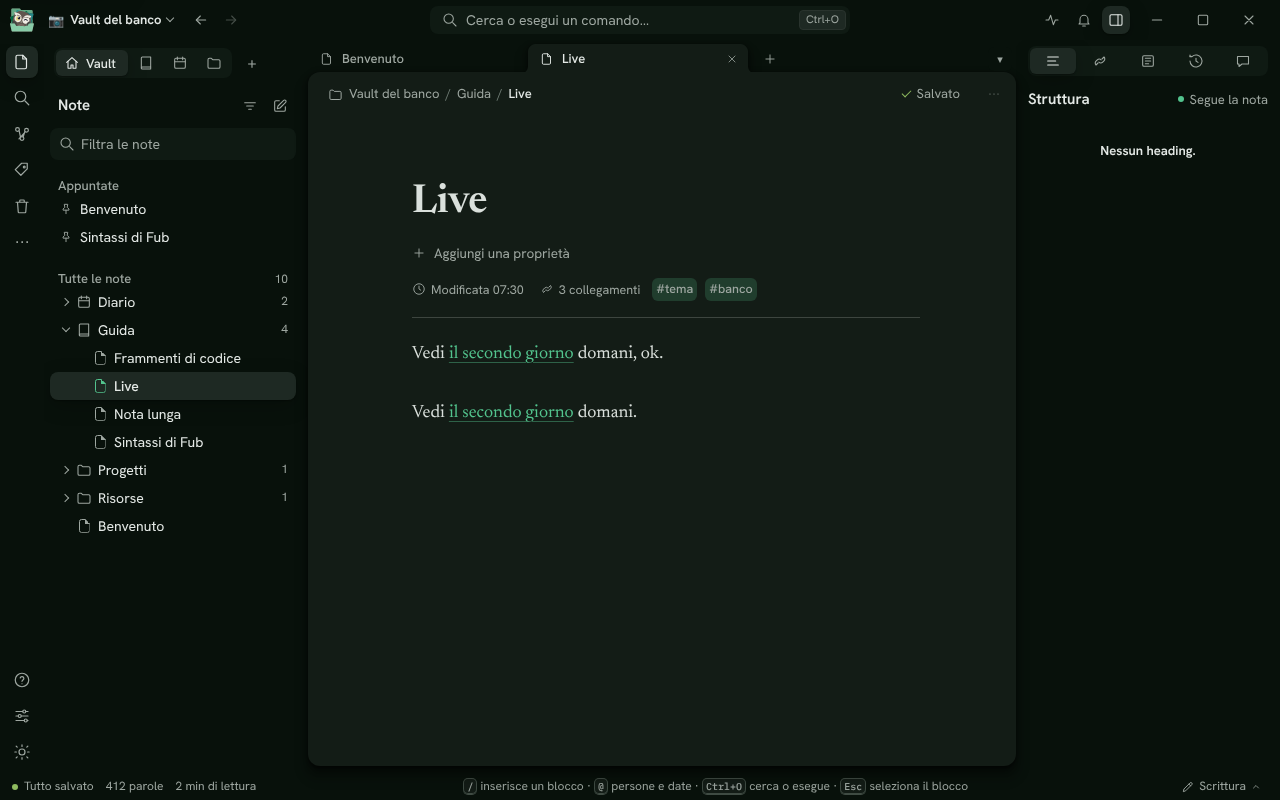 Vault del banco
Cerca o esegui un comando...
Ctrl+O
Vault
Benvenuto
Live
Note
Vault del banco / Guida / Live
Salvato
Struttura
Segue la nota
Filtra le note
Nessun heading.
Appuntate
Benvenuto
Sintassi di Fub
Live
Aggiungi una proprietà
Tutte le note 10
Modificata 07:30 3 collegamenti #tema #banco
Diario 2
Guida 4
Vedi il secondo giorno domani, ok.
Frammenti di codice
Live
Nota lunga
Vedi il secondo giorno domani.
Sintassi di Fub
Progetti 1
Risorse 1
Benvenuto
Tutto salvato 412 parole 2 min di lettura
/ inserisce un blocco · @ persone e date · Ctrl+O cerca o esegue · Esc seleziona il blocco
Scrittura